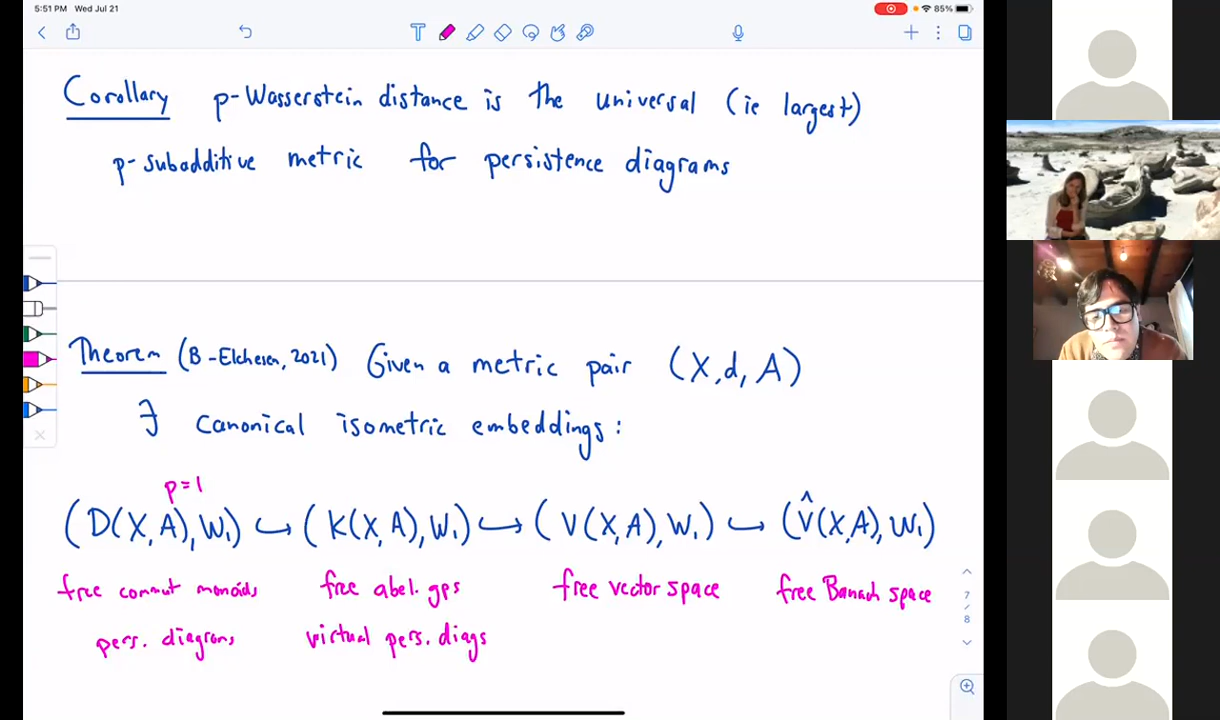 5:51 PM Wed Jul 21
85%
Corollary p-Wasserstein distance is the universal (ie largest)
p-subadditive metric for persistence diagrams
Theorem (B-Elchesen, 2021) Given a metric pair (X, d, A)
∃ canonical isometric embeddings:
p=1
(D(X,A), W₁) ↪ (K(X,A), W₁) ↪ (V(X,A), W₁) ↪ (V̂(X,A), W₁)
free commut monoids free abel. gps free vector space free Banach space
pers. diagrams virtual pers. diags
7/8